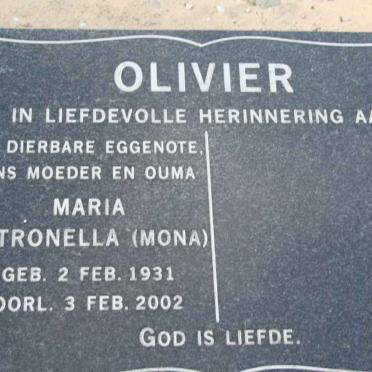 OLIVIER
IN LIEFDEVOLLE HERINNERING AA
DIERBARE EGGENOTE,
NS MOEDER EN OUMA
MARIA
TRONELLA (MONA)
GEB. 2 FEB. 1931
OORL. 3 FEB. 2002
GOD IS LIEFDE.